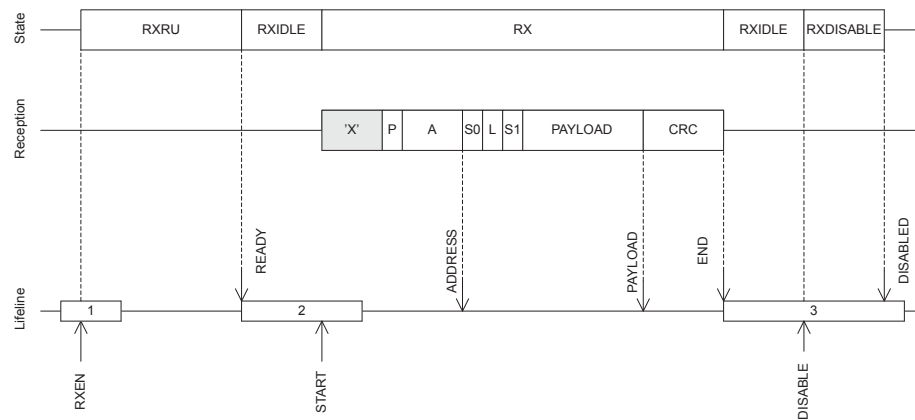 State
RXRU RXIDLE RX RXIDLE RXDISABLE
Reception
'X' P A S0 L S1 PAYLOAD CRC
READY
ADDRESS
PAYLOAD
END
DISABLED
Lifeline
1 2 3
RXEN
START
DISABLE